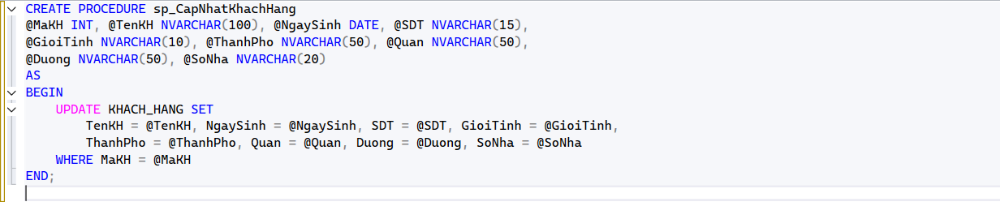 CREATE PROCEDURE sp_CapNhatKhachHang
@MaKH INT, @TenKH NVARCHAR(100), @NgaySinh DATE, @SDT NVARCHAR(15),
@GioiTinh NVARCHAR(10), @ThanhPho NVARCHAR(50), @Quan NVARCHAR(50),
@Duong NVARCHAR(50), @SoNha NVARCHAR(20)
AS
BEGIN
    UPDATE KHACH_HANG SET
        TenKH = @TenKH, NgaySinh = @NgaySinh, SDT = @SDT, GioiTinh = @GioiTinh,
        ThanhPho = @ThanhPho, Quan = @Quan, Duong = @Duong, SoNha = @SoNha
    WHERE MaKH = @MaKH
END;